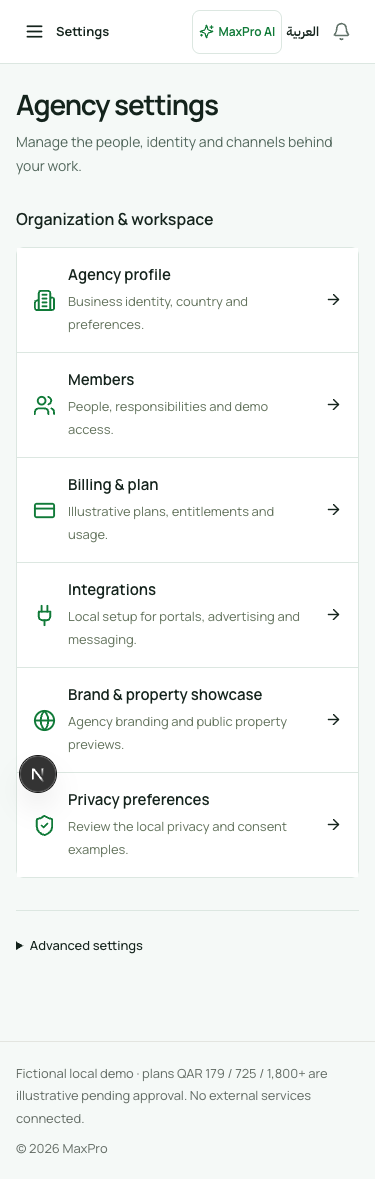 Settings
MaxPro AI
العربية
Agency settings
Manage the people, identity and channels behind
your work.
Organization & workspace
Agency profile
Business identity, country and
preferences.
Members
People, responsibilities and demo
access.
Billing & plan
Illustrative plans, entitlements and
usage.
Integrations
Local setup for portals, advertising and
messaging.
Brand & property showcase
Agency branding and public property
previews.
N
Privacy preferences
Review the local privacy and consent
examples.
Advanced settings
Fictional local demo · plans QAR 179 / 725 / 1,800+ are
illustrative pending approval. No external services
connected.
© 2026 MaxPro